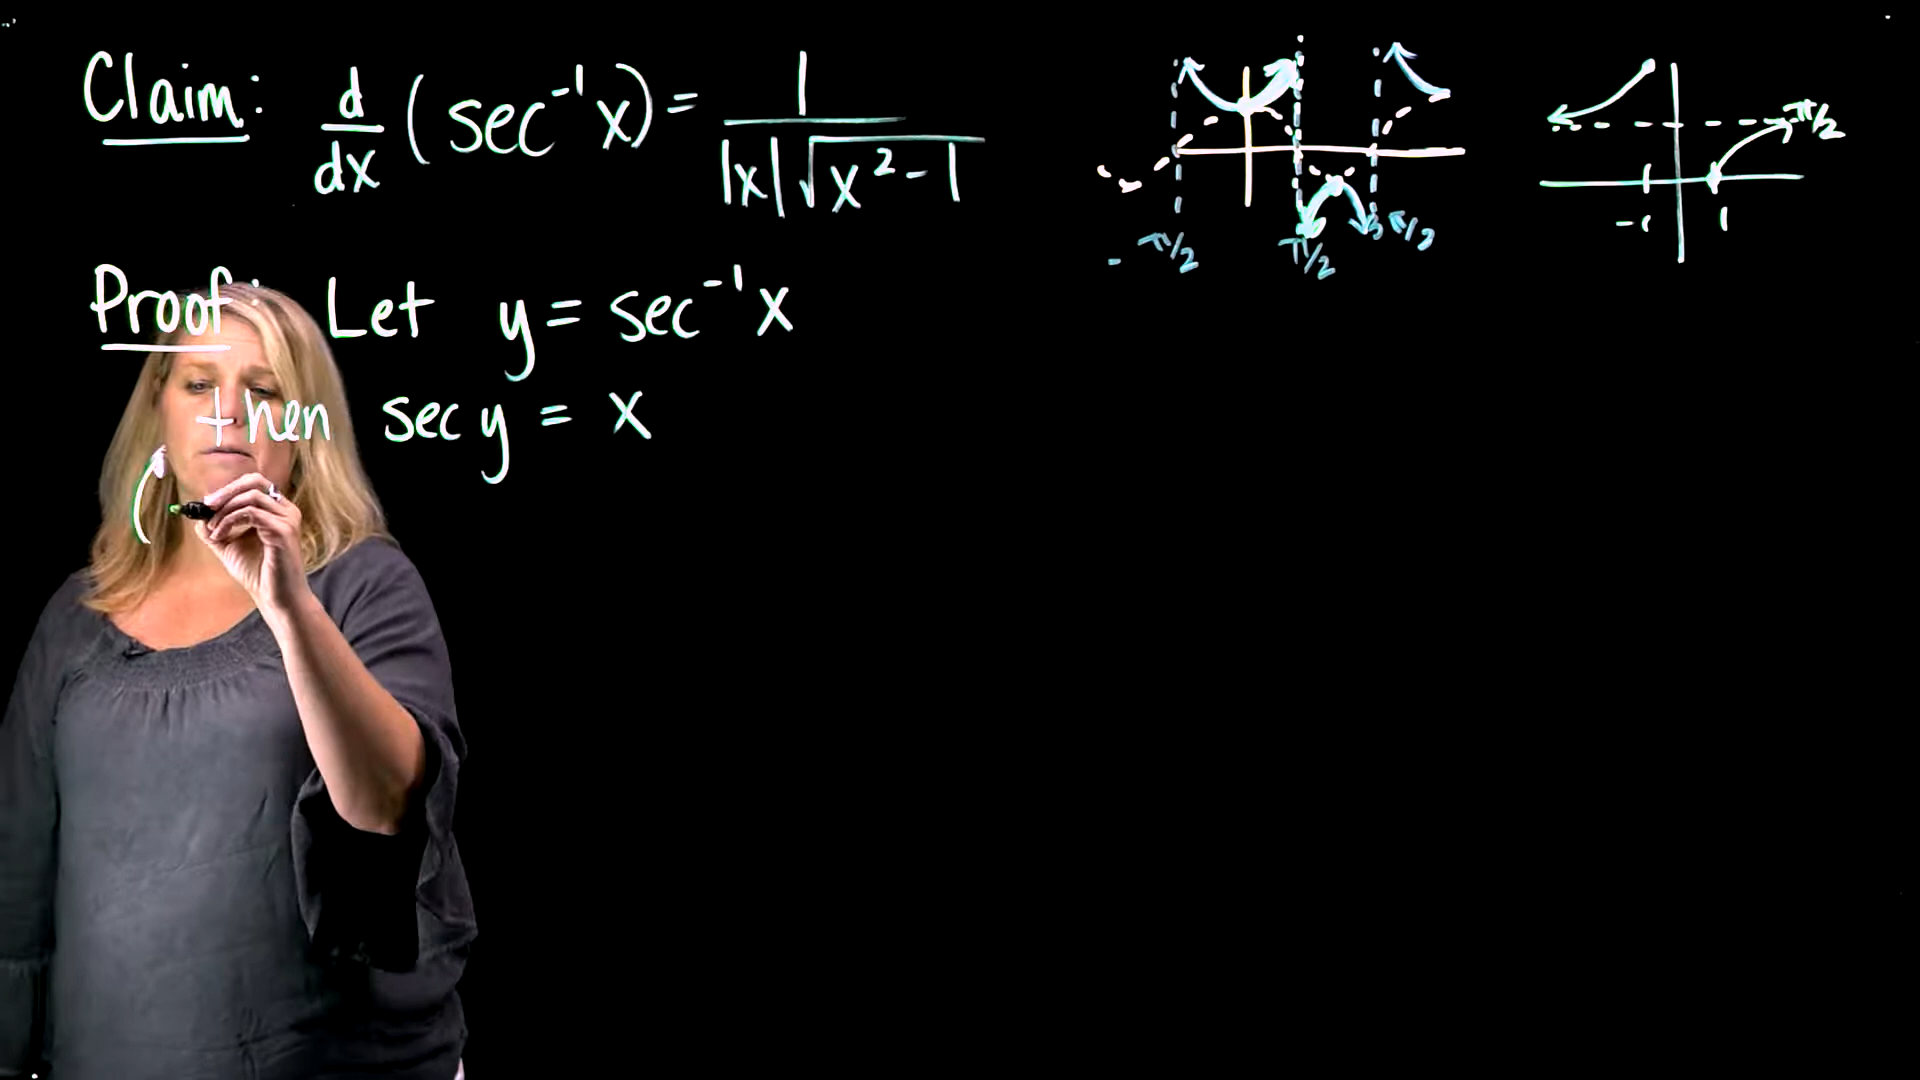 Claim: d/dx (sec⁻¹x) = 1/(|x|√(x²-1))
Proof: Let y = sec⁻¹x
then sec y = x
-π/2
π/2
3π/2
π/2
-1
1